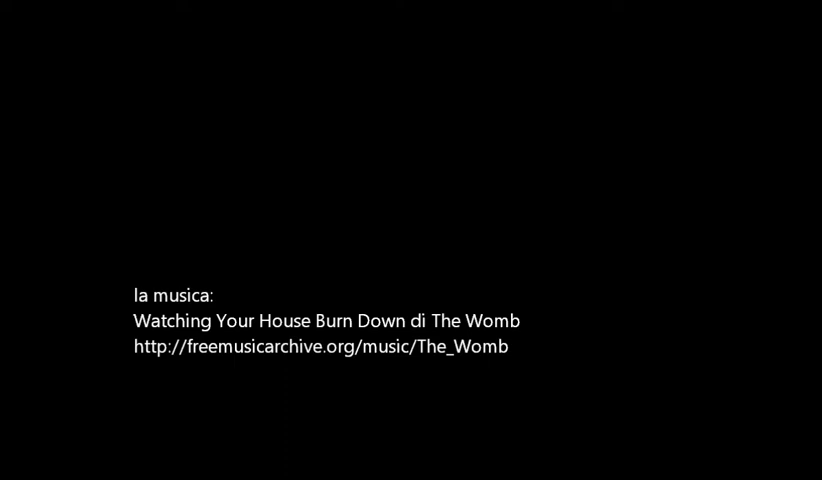 la musica:
Watching Your House Burn Down di The Womb
http://freemusicarchive.org/music/The_Womb